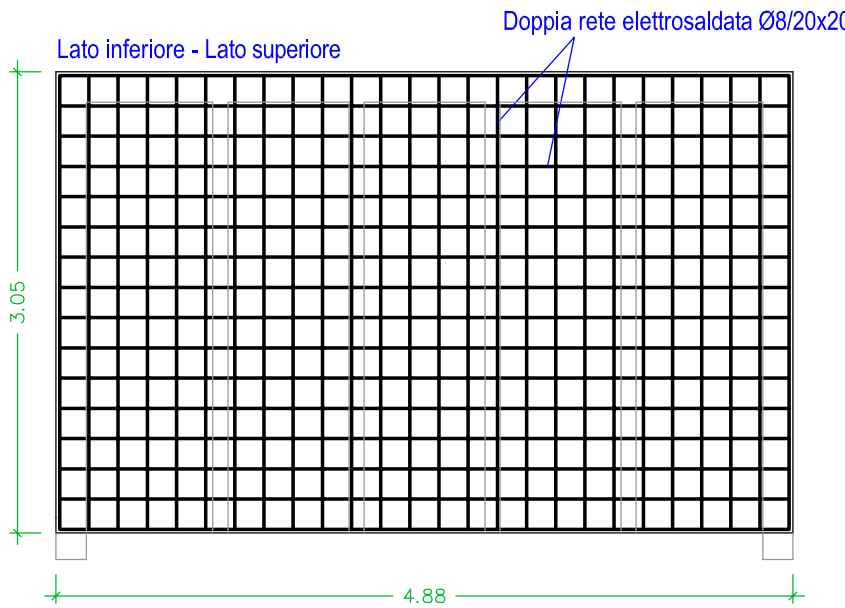 Doppia rete elettrosaldata Ø8/20x20
Lato inferiore - Lato superiore
3.05
4.88